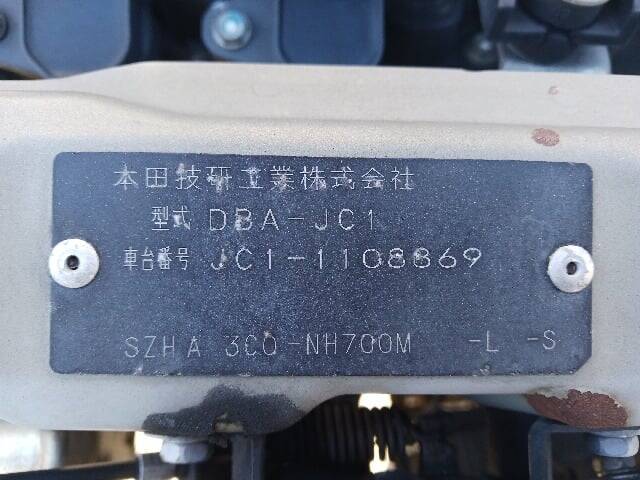 本田技研工業株式会社
型式 DBA-JC1
車台番号 JC1-1108869
SZHA 3CO-NH700M -L -S